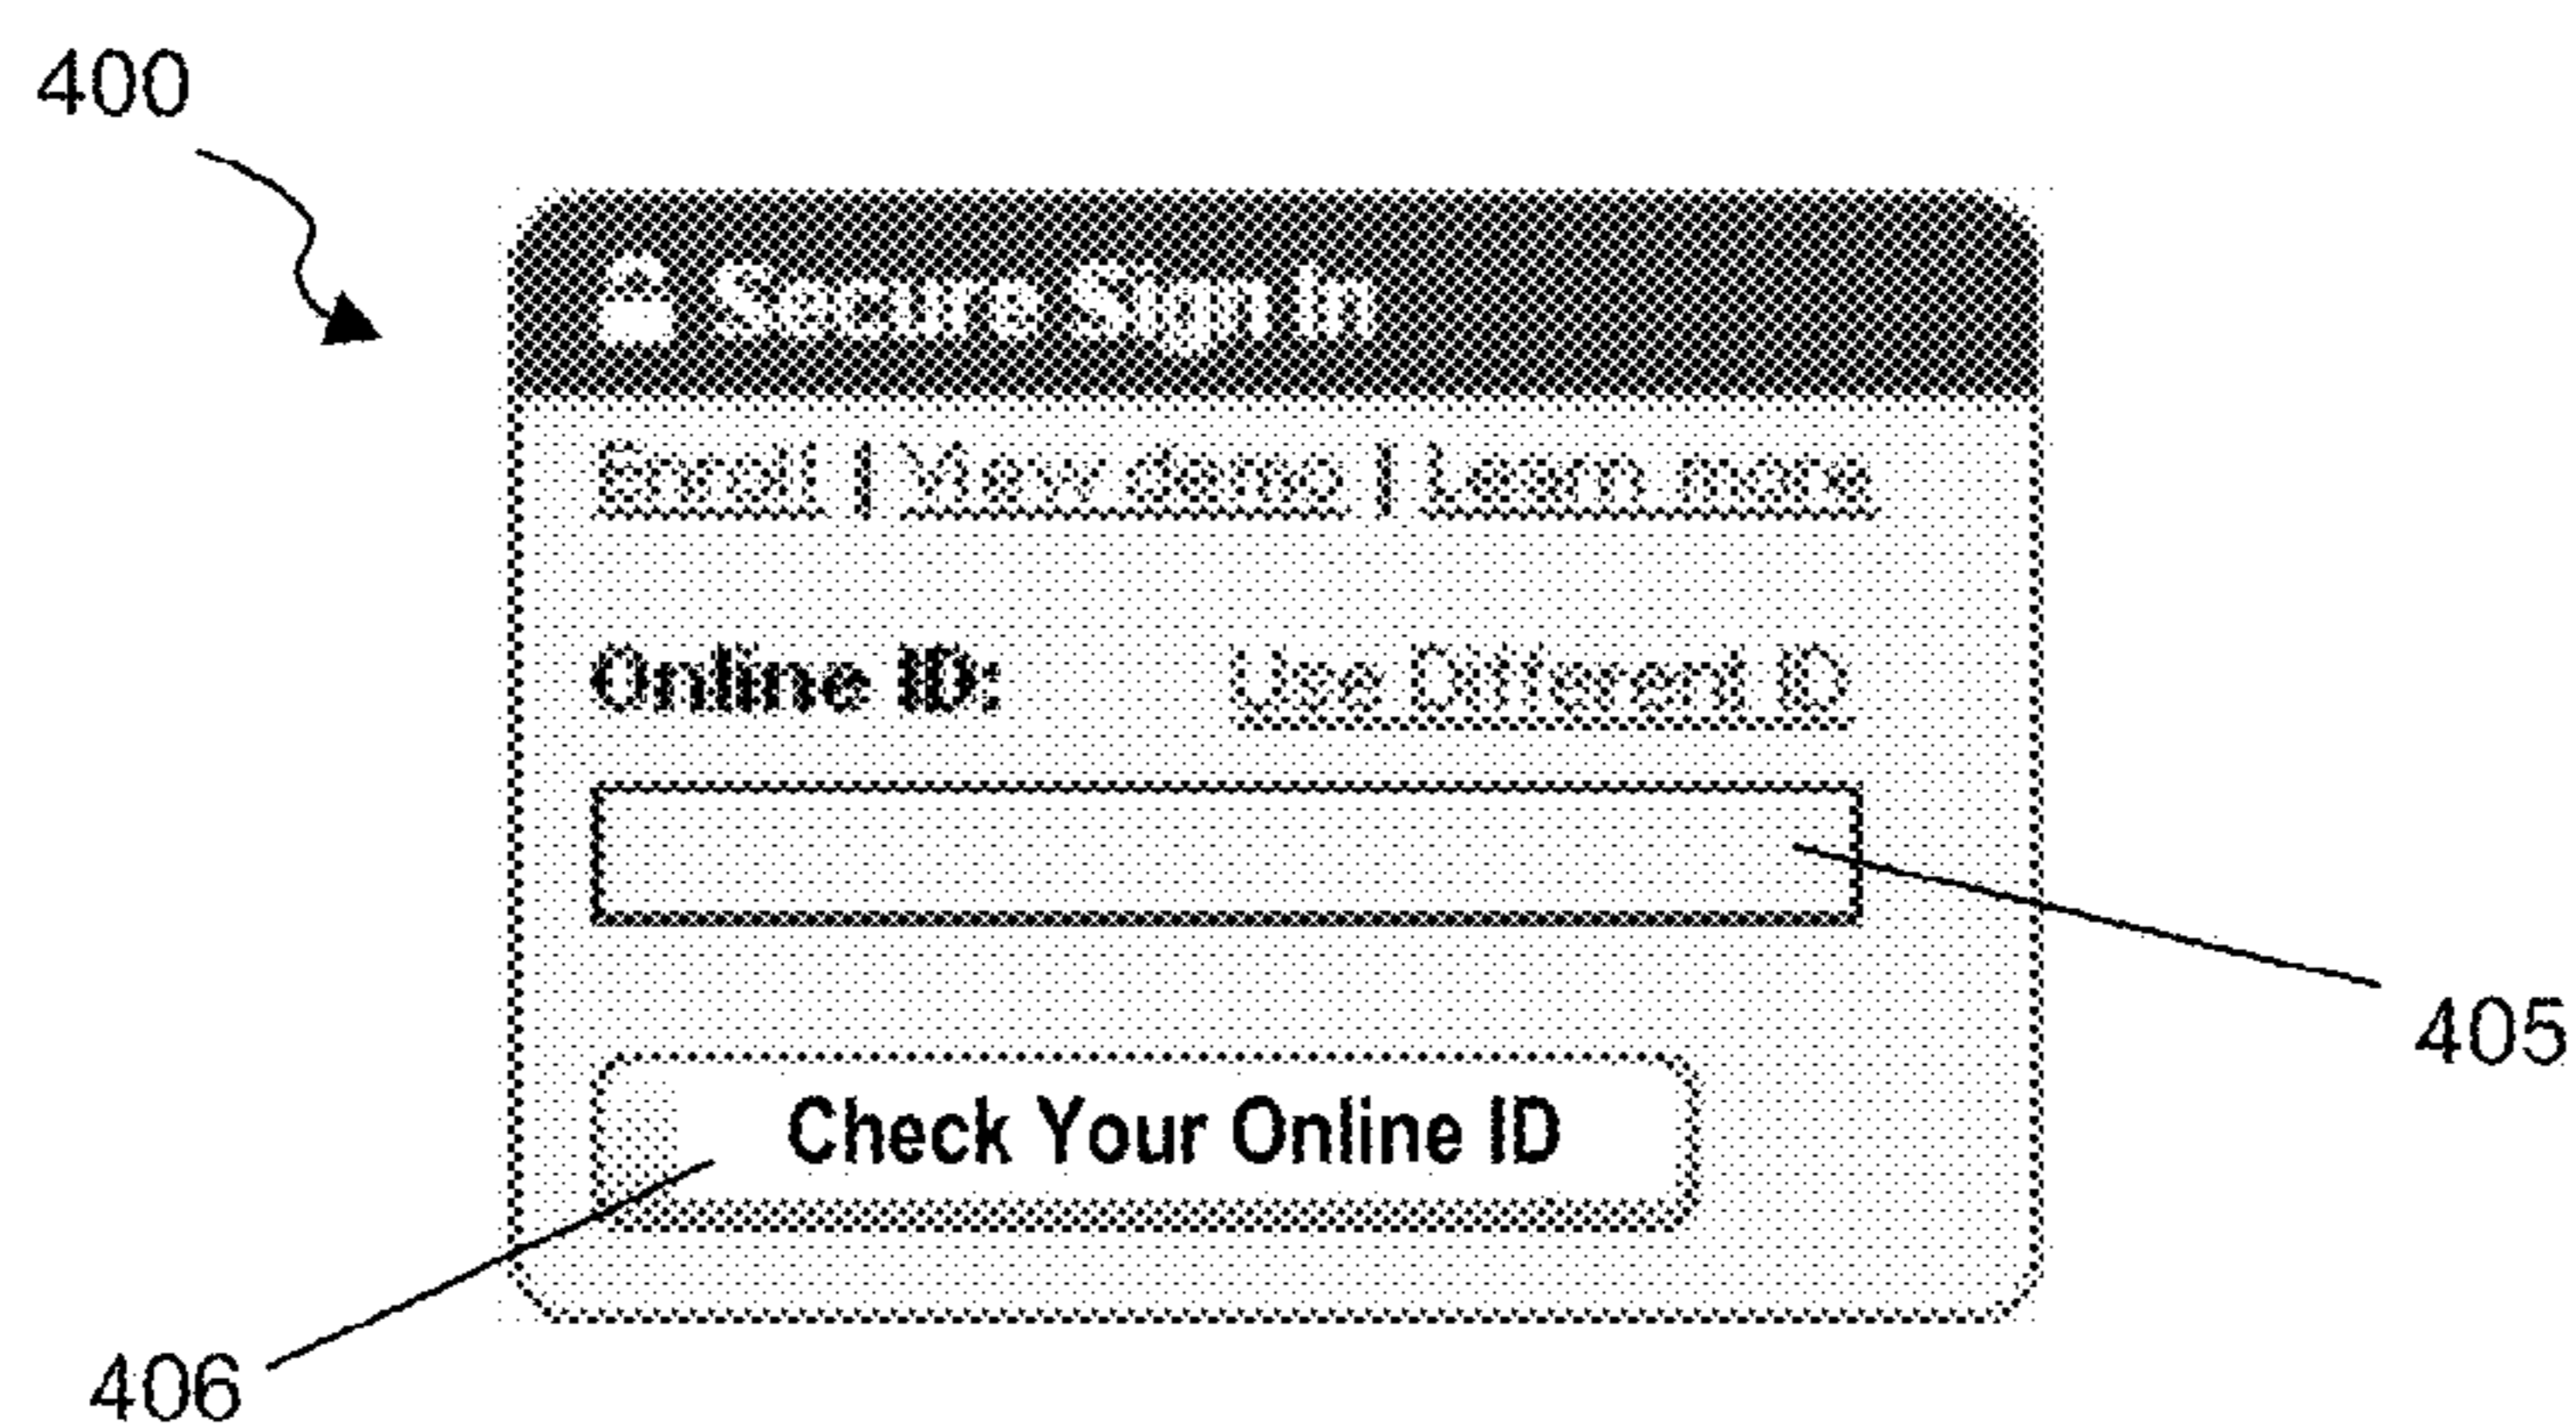 400
Secure Sign In
Enroll | View demo | Learn more
Online ID: Use Different ID
405
Check Your Online ID
406